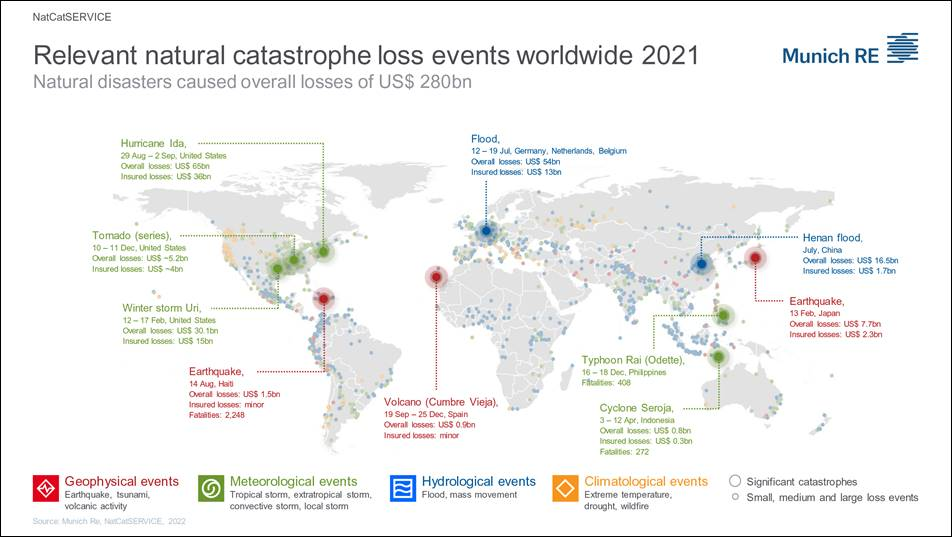 NatCatSERVICE
Relevant natural catastrophe loss events worldwide 2021
Natural disasters caused overall losses of US$ 280bn
Munich RE
Hurricane Ida,
29 Aug – 2 Sep, United States
Overall losses: US$ 65bn
Insured losses: US$ 36bn
Flood,
12 – 19 Jul, Germany, Netherlands, Belgium
Overall losses: US$ 54bn
Insured losses: US$ 13bn
Tornado (series),
10 – 11 Dec, United States
Overall losses: US$ ~5.2bn
Insured losses: US$ ~4bn
Henan flood,
July, China
Overall losses: US$ 16.5bn
Insured losses: US$ 1.7bn
Winter storm Uri,
12 – 17 Feb, United States
Overall losses: US$ 30.1bn
Insured losses: US$ 15bn
Earthquake,
13 Feb, Japan
Overall losses: US$ 7.7bn
Insured losses: US$ 2.3bn
Earthquake,
14 Aug, Haiti
Overall losses: US$ 1.5bn
Insured losses: minor
Fatalities: 2,248
Volcano (Cumbre Vieja),
19 Sep – 25 Dec, Spain
Overall losses: US$ 0.9bn
Insured losses: minor
Typhoon Rai (Odette),
16 – 18 Dec, Philippines
Fatalities: 408
Cyclone Seroja,
3 – 12 Apr, Indonesia
Overall losses: US$ 0.8bn
Insured losses: US$ 0.3bn
Fatalities: 272
Geophysical events
Earthquake, tsunami,
volcanic activity
Meteorological events
Tropical storm, extratropical storm,
convective storm, local storm
Hydrological events
Flood, mass movement
Climatological events
Extreme temperature,
drought, wildfire
Significant catastrophes
Small, medium and large loss events
Source: Munich Re, NatCatSERVICE, 2022